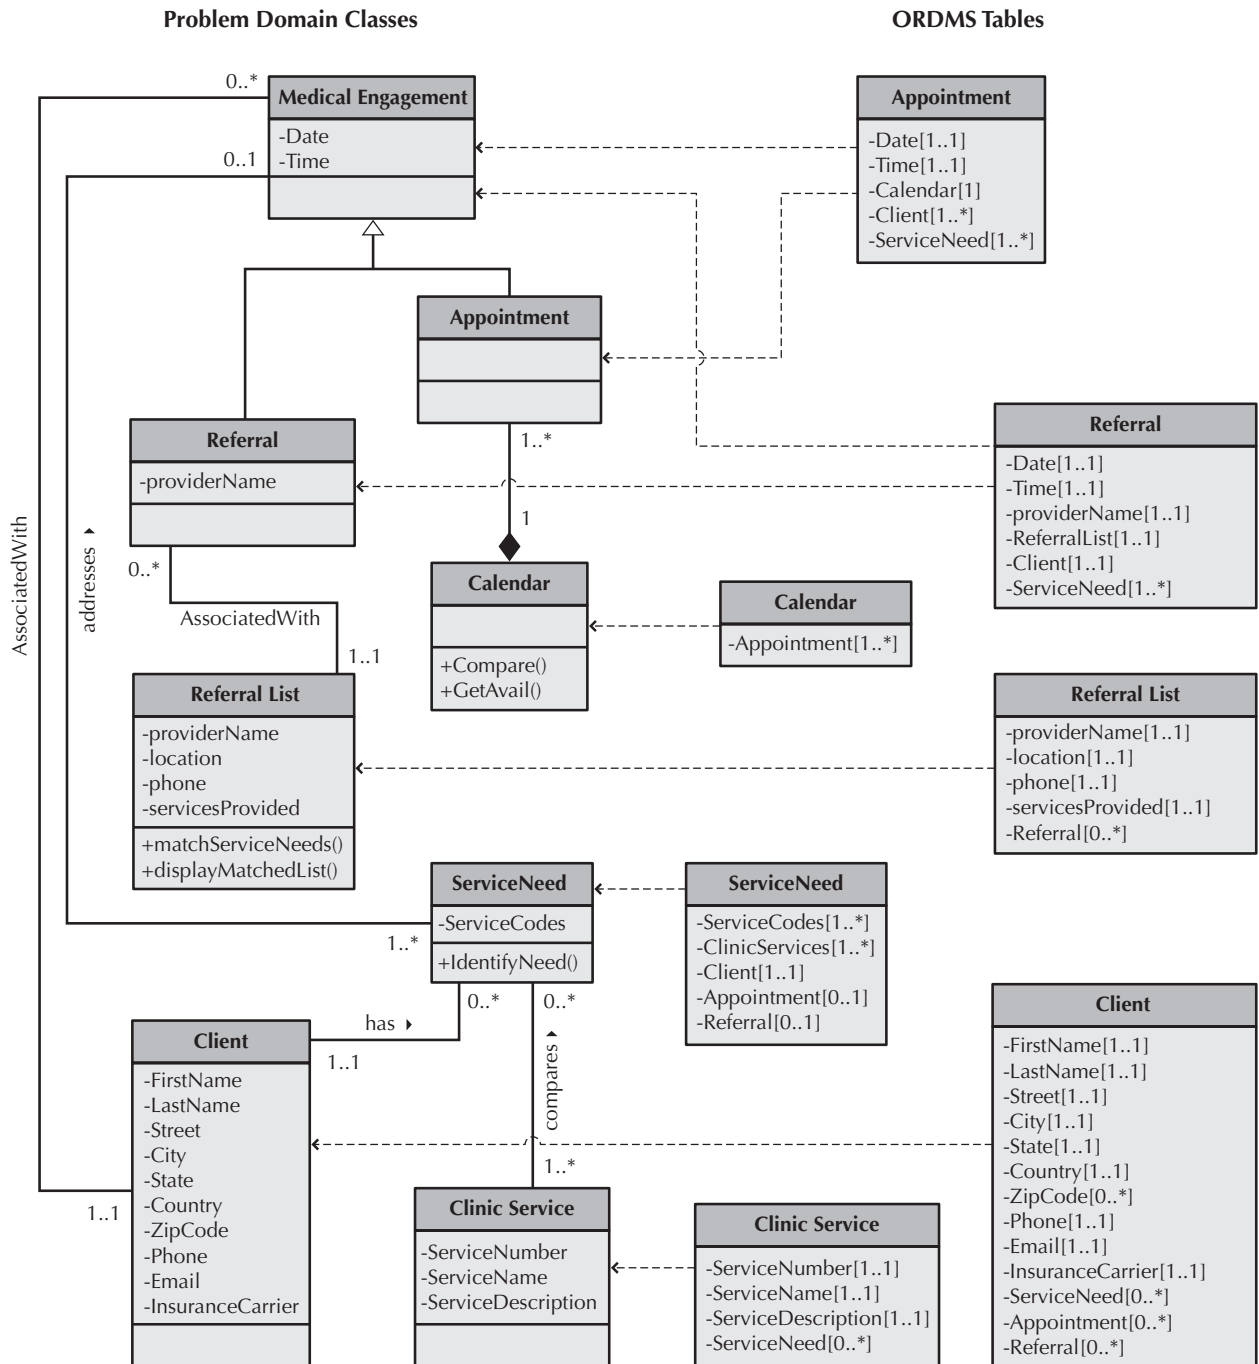 Problem Domain Classes
ORDMS Tables
0..*
Medical Engagement
-Date
-Time
0..1
Appointment
-Date[1..1]
-Time[1..1]
-Calendar[1]
-Client[1..*]
-ServiceNeed[1..*]
Appointment
1..*
1
Referral
-providerName
0..*
AssociatedWith
1..1
AssociatedWith
addresses
Referral
-Date[1..1]
-Time[1..1]
-providerName[1..1]
-ReferralList[1..1]
-Client[1..1]
-ServiceNeed[1..*]
Calendar
+Compare()
+GetAvail()
Calendar
-Appointment[1..*]
Referral List
-providerName
-location
-phone
-servicesProvided
+matchServiceNeeds()
+displayMatchedList()
Referral List
-providerName[1..1]
-location[1..1]
-phone[1..1]
-servicesProvided[1..1]
-Referral[0..*]
ServiceNeed
-ServiceCodes
+IdentifyNeed()
1..*
0..*
0..*
ServiceNeed
-ServiceCodes[1..*]
-ClinicServices[1..*]
-Client[1..1]
-Appointment[0..1]
-Referral[0..1]
has
1..1
compares
1..*
Client
-FirstName
-LastName
-Street
-City
-State
-Country
-ZipCode
-Phone
-Email
-InsuranceCarrier
1..1
Clinic Service
-ServiceNumber
-ServiceName
-ServiceDescription
Clinic Service
-ServiceNumber[1..1]
-ServiceName[1..1]
-ServiceDescription[1..1]
-ServiceNeed[0..*]
Client
-FirstName[1..1]
-LastName[1..1]
-Street[1..1]
-City[1..1]
-State[1..1]
-Country[1..1]
-ZipCode[0..*]
-Phone[1..1]
-Email[1..1]
-InsuranceCarrier[1..1]
-ServiceNeed[0..*]
-Appointment[0..*]
-Referral[0..*]